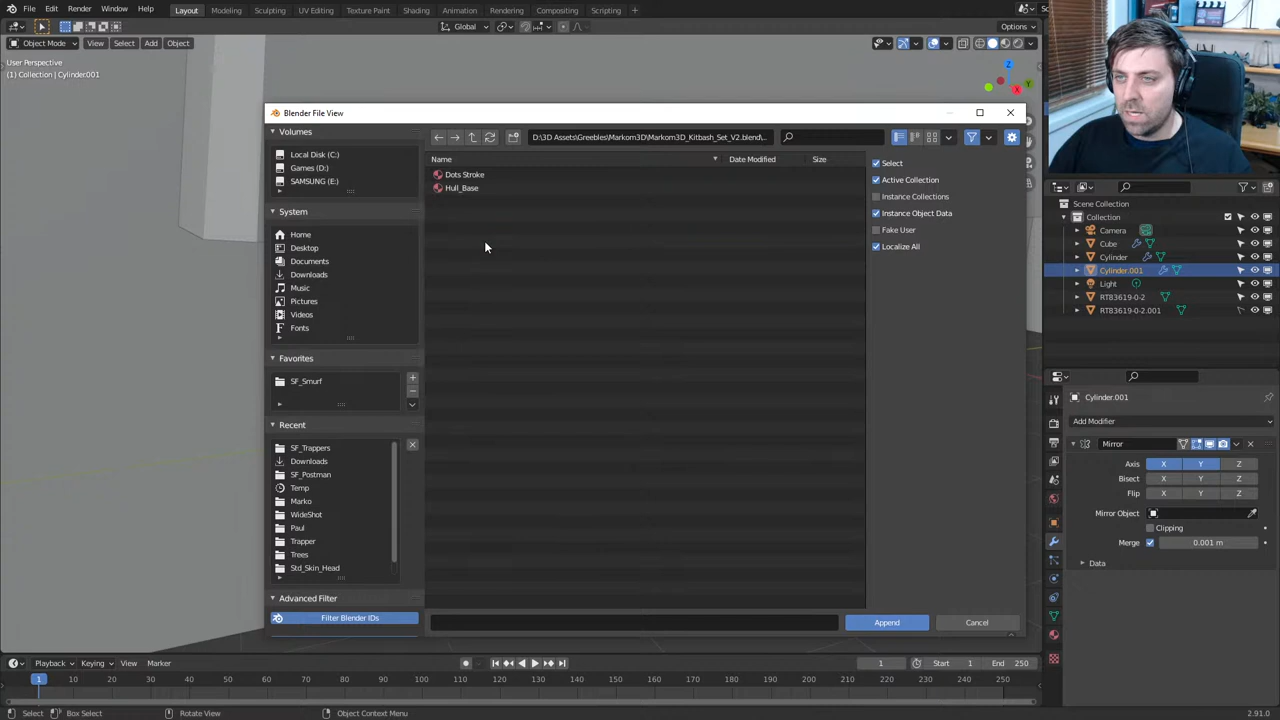 File Edit Render Window Help Layout Modeling Sculpting UV Editing Texture Paint Shading Animation Rendering Compositing Scripting +
Global Options
Object Mode View Select Add Object
User Perspective
(1) Collection | Cylinder.001
Z
Y
X
Blender File View
Volumes
Local Disk (C:)
Games (D:)
SAMSUNG (E:)
System
Home
Desktop
Documents
Downloads
Music
Pictures
Videos
Fonts
Favorites
SF_Smurf
Recent
SF_Trappers
Downloads
SF_Postman
Temp
Marko
WideShot
Paul
Trapper
Trees
Std_Skin_Head
Advanced Filter
Filter Blender IDs
D:\3D Assets\Greebles\Markom3D\Markom3D_Kitbash_Set_V2.blend\...
Name Date Modified Size
Dots Stroke
Hull_Base
Select
Active Collection
Instance Collections
Instance Object Data
Fake User
Localize All
Append Cancel
Scene Collection
Collection
Camera
Cube
Cylinder
Cylinder.001
Light
RT83619-0-2
RT83619-0-2.001
Cylinder.001
Add Modifier
Mirror
Axis X Y Z
Bisect X Y Z
Flip X Y Z
Mirror Object
Clipping
Merge 0.001 m
Data
Playback Keying View Marker 1 Start 1 End 250
1 10 20 30 40 50 60 70 80 90 100 110 120 130 140 150 160 170 180 190 200 210 220 230 240 250
Select Box Select Rotate View Object Context Menu 2.91.0